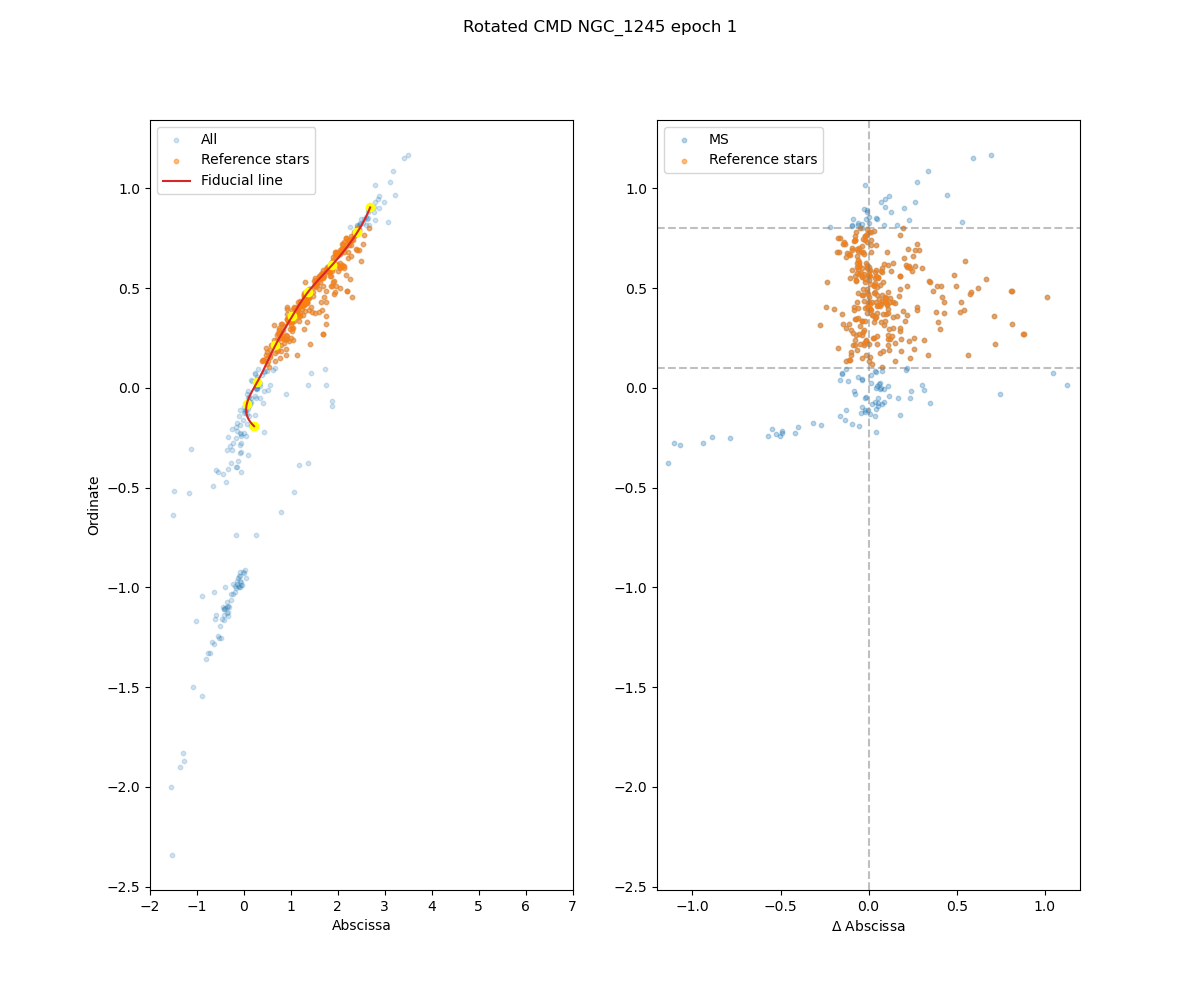 Rotated CMD NGC_1245 epoch 1
All
Reference stars
Fiducial line
1.0
0.5
0.0
−0.5
−1.0
−1.5
−2.0
−2.5
Ordinate
−2 −1 0 1 2 3 4 5 6 7
Abscissa
MS
Reference stars
1.0
0.5
0.0
−0.5
−1.0
−1.5
−2.0
−2.5
−1.0 −0.5 0.0 0.5 1.0
Δ Abscissa